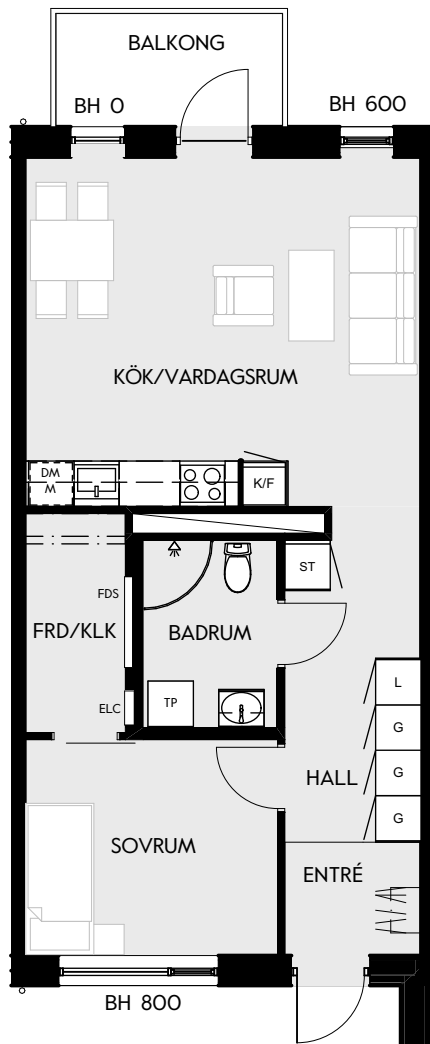 BALKONG
BH 0
BH 600
KÖK/VARDAGSRUM
DM
M
K/F
ST
FDS
FRD/KLK
BADRUM
L
ELC
TP
G
HALL
G
G
SOVRUM
ENTRÉ
BH 800